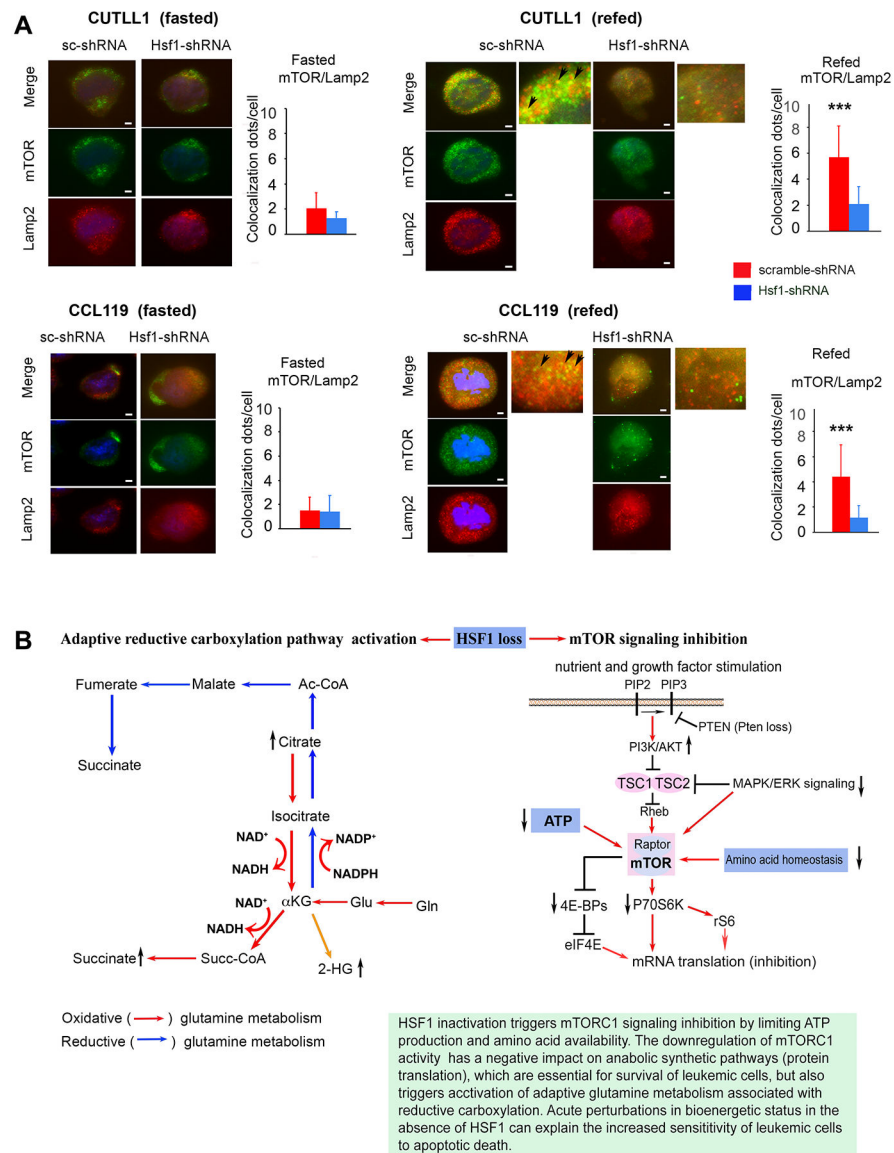 A
CUTLL1 (fasted)
sc-shRNA Hsf1-shRNA
Merge
mTOR
Lamp2
Fasted
mTOR/Lamp2
Colocalization dots/cell
10
8
6
4
2
0
CUTLL1 (refed)
sc-shRNA Hsf1-shRNA
Merge
mTOR
Lamp2
Refed
mTOR/Lamp2
Colocalization dots/cell
10
8
6
4
2
0
***
scramble-shRNA
Hsf1-shRNA
CCL119 (fasted)
sc-shRNA Hsf1-shRNA
Merge
mTOR
Lamp2
Fasted
mTOR/Lamp2
Colocalization dots/cell
10
8
6
4
2
0
CCL119 (refed)
sc-shRNA Hsf1-shRNA
Merge
mTOR
Lamp2
Refed
mTOR/Lamp2
Colocalization dots/cell
10
8
6
4
2
0
***
B
Adaptive reductive carboxylation pathway activation HSF1 loss mTOR signaling inhibition
Fumerate Malate Ac-CoA
Citrate
Succinate
Isocitrate
NAD+ NADP+
NADH NADPH
NAD+ αKG Glu Gln
NADH
Succinate Succ-CoA
2-HG
Oxidative ( ) glutamine metabolism
Reductive ( ) glutamine metabolism
nutrient and growth factor stimulation
PIP2 PIP3
PTEN (Pten loss)
PI3K/AKT
TSC1 TSC2 MAPK/ERK signaling
Rheb
ATP
Raptor
mTOR Amino acid homeostasis
4E-BPs P70S6K
rS6
eIF4E
mRNA translation (inhibition)
HSF1 inactivation triggers mTORC1 signaling inhibition by limiting ATP
production and amino acid availability. The downregulation of mTORC1
activity has a negative impact on anabolic synthetic pathways (protein
translation), which are essential for survival of leukemic cells, but also
triggers acctivation of adaptive glutamine metabolism associated with
reductive carboxylation. Acute perturbations in bioenergetic status in the
absence of HSF1 can explain the increased sensitivity of leukemic cells
to apoptotic death.